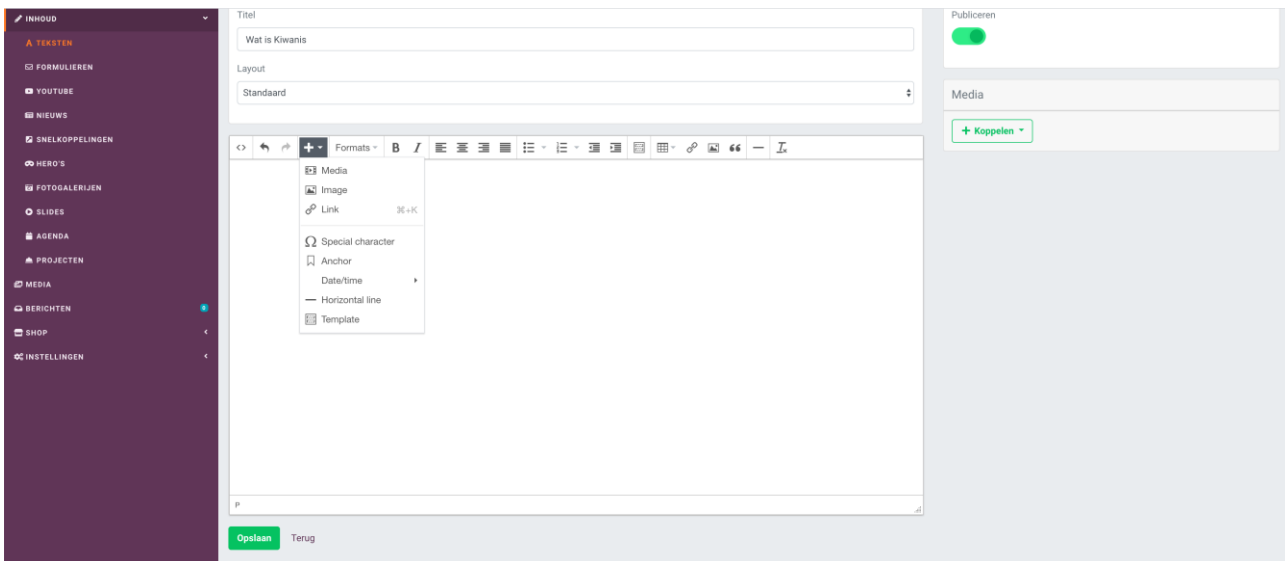 INHOUD
TEKSTEN
FORMULIEREN
YOUTUBE
NIEUWS
SNELKOPPELINGEN
HERO'S
FOTOGALERIJEN
SLIDES
AGENDA
PROJECTEN
MEDIA
BERICHTEN 0
SHOP
INSTELLINGEN
Titel
Wat is Kiwanis
Layout
Standaard
Formats B I
Media
Image
Link ⌘+K
Special character
Anchor
Date/time
Horizontal line
Template
P
Opslaan Terug
Publiceren
Media
+ Koppelen